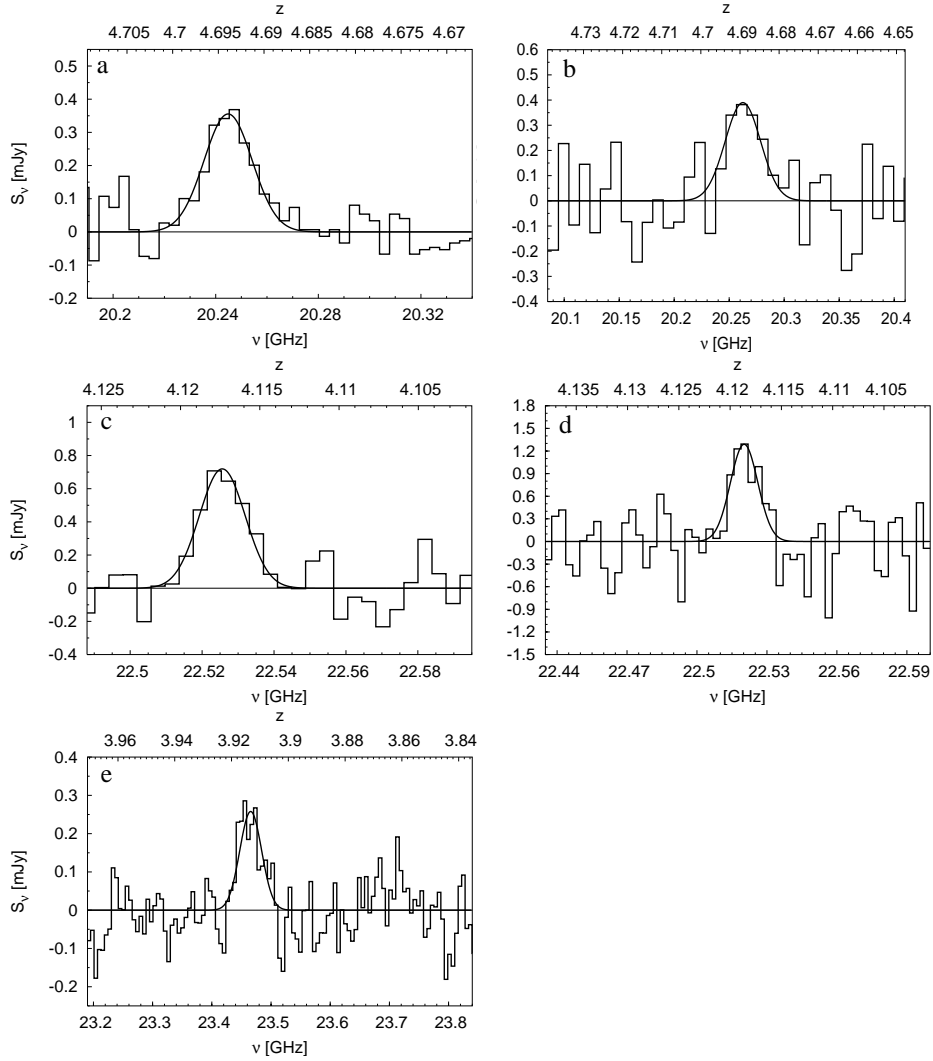 z
4.705 4.7 4.695 4.69 4.685 4.68 4.675 4.67
a
0.5
0.4
0.3
0.2
0.1
0
-0.1
-0.2
Sν [mJy]
20.2 20.24 20.28 20.32
ν [GHz]
z
4.73 4.72 4.71 4.7 4.69 4.68 4.67 4.66 4.65
b
0.6
0.5
0.4
0.3
0.2
0.1
0
-0.1
-0.2
-0.3
-0.4
20.1 20.15 20.2 20.25 20.3 20.35 20.4
ν [GHz]
z
4.125 4.12 4.115 4.11 4.105
c
1
0.8
0.6
0.4
0.2
0
-0.2
-0.4
Sν [mJy]
22.5 22.52 22.54 22.56 22.58
ν [GHz]
z
4.135 4.13 4.125 4.12 4.115 4.11 4.105
d
1.8
1.5
1.2
0.9
0.6
0.3
0
-0.3
-0.6
-0.9
-1.2
-1.5
22.44 22.47 22.5 22.53 22.56 22.59
ν [GHz]
z
3.96 3.94 3.92 3.9 3.88 3.86 3.84
e
0.4
0.3
0.2
0.1
0
-0.1
-0.2
Sν [mJy]
23.2 23.3 23.4 23.5 23.6 23.7 23.8
ν [GHz]